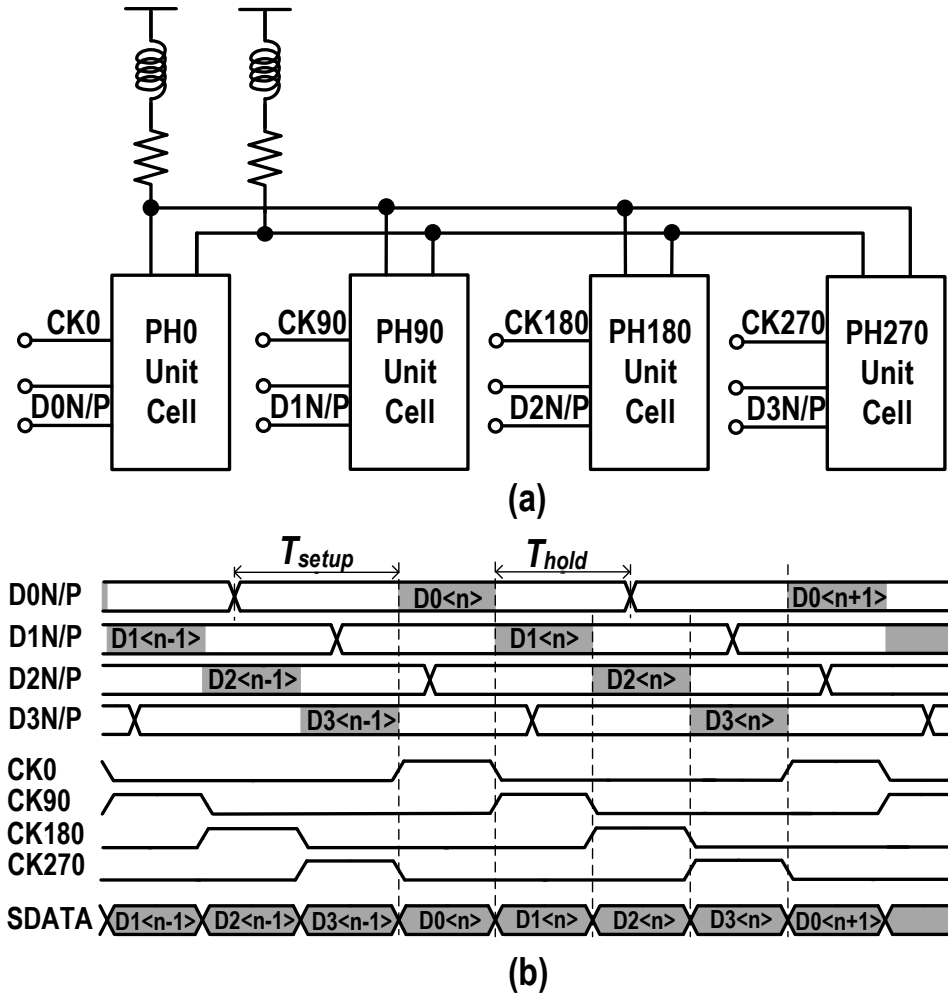 CK0
PH0
Unit
Cell
D0N/P
CK90
PH90
Unit
Cell
D1N/P
CK180
PH180
Unit
Cell
D2N/P
CK270
PH270
Unit
Cell
D3N/P
(a)
Tsetup
Thold
D0N/P
D0<n>
D0<n+1>
D1N/P
D1<n-1>
D1<n>
D2N/P
D2<n-1>
D2<n>
D3N/P
D3<n-1>
D3<n>
CK0
CK90
CK180
CK270
SDATA
D1<n-1>
D2<n-1>
D3<n-1>
D0<n>
D1<n>
D2<n>
D3<n>
D0<n+1>
(b)